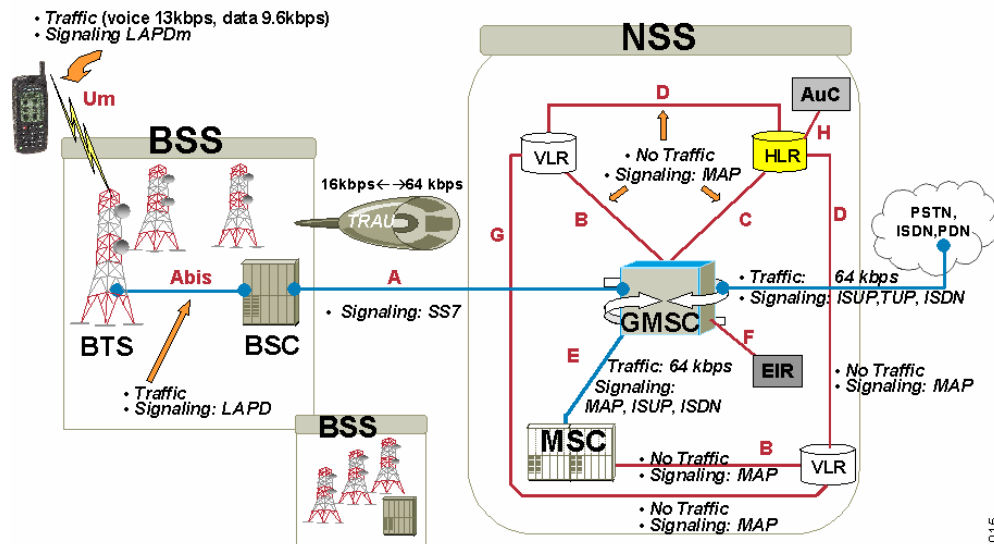 • Traffic (voice 13kbps, data 9.6kbps)
• Signaling LAPDm
Um
BSS
16kbps ←→ 64 kbps
TRAU
Abis
A
• Signaling: SS7
BTS
BSC
• Traffic
• Signaling: LAPD
BSS
NSS
D
AuC
H
VLR
HLR
• No Traffic
• Signaling: MAP
G
B
C
D
PSTN,
ISDN,PDN
• Traffic: 64 kbps
• Signaling: ISUP,TUP, ISDN
GMSC
E
F
EIR
Traffic: 64 kbps
Signaling:
MAP, ISUP, ISDN
• No Traffic
• Signaling: MAP
MSC
B
• No Traffic
• Signaling: MAP
VLR
• No Traffic
• Signaling: MAP